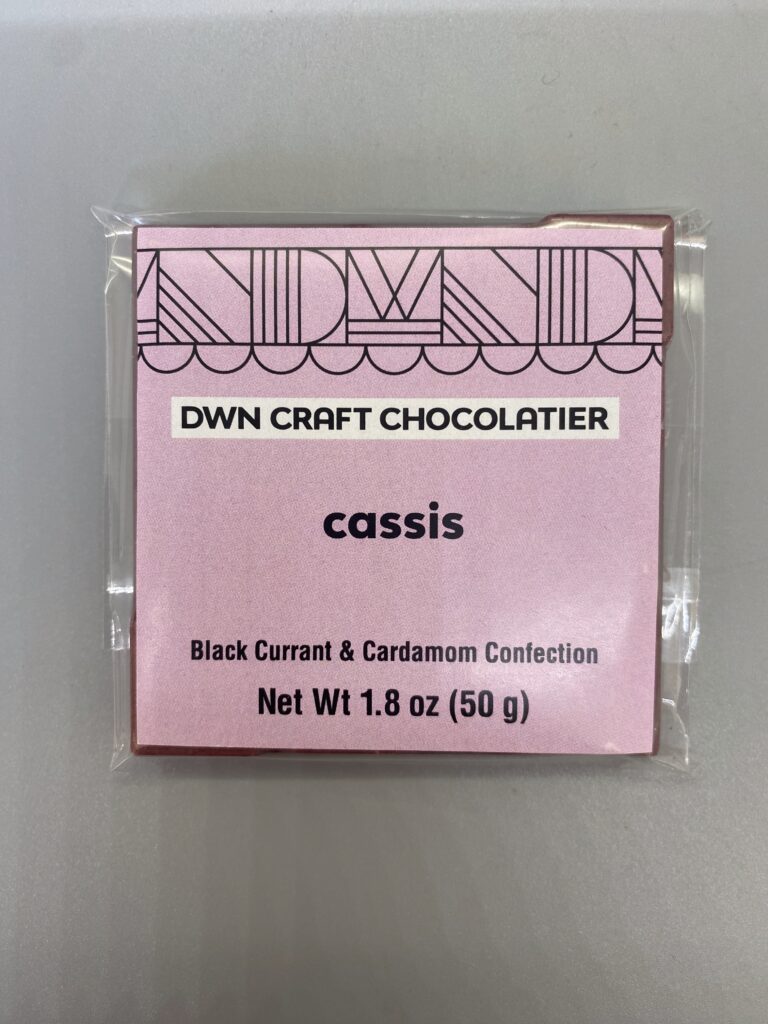 DWN CRAFT CHOCOLATIER
cassis
Black Currant & Cardamom Confection
Net Wt 1.8 oz (50 g)